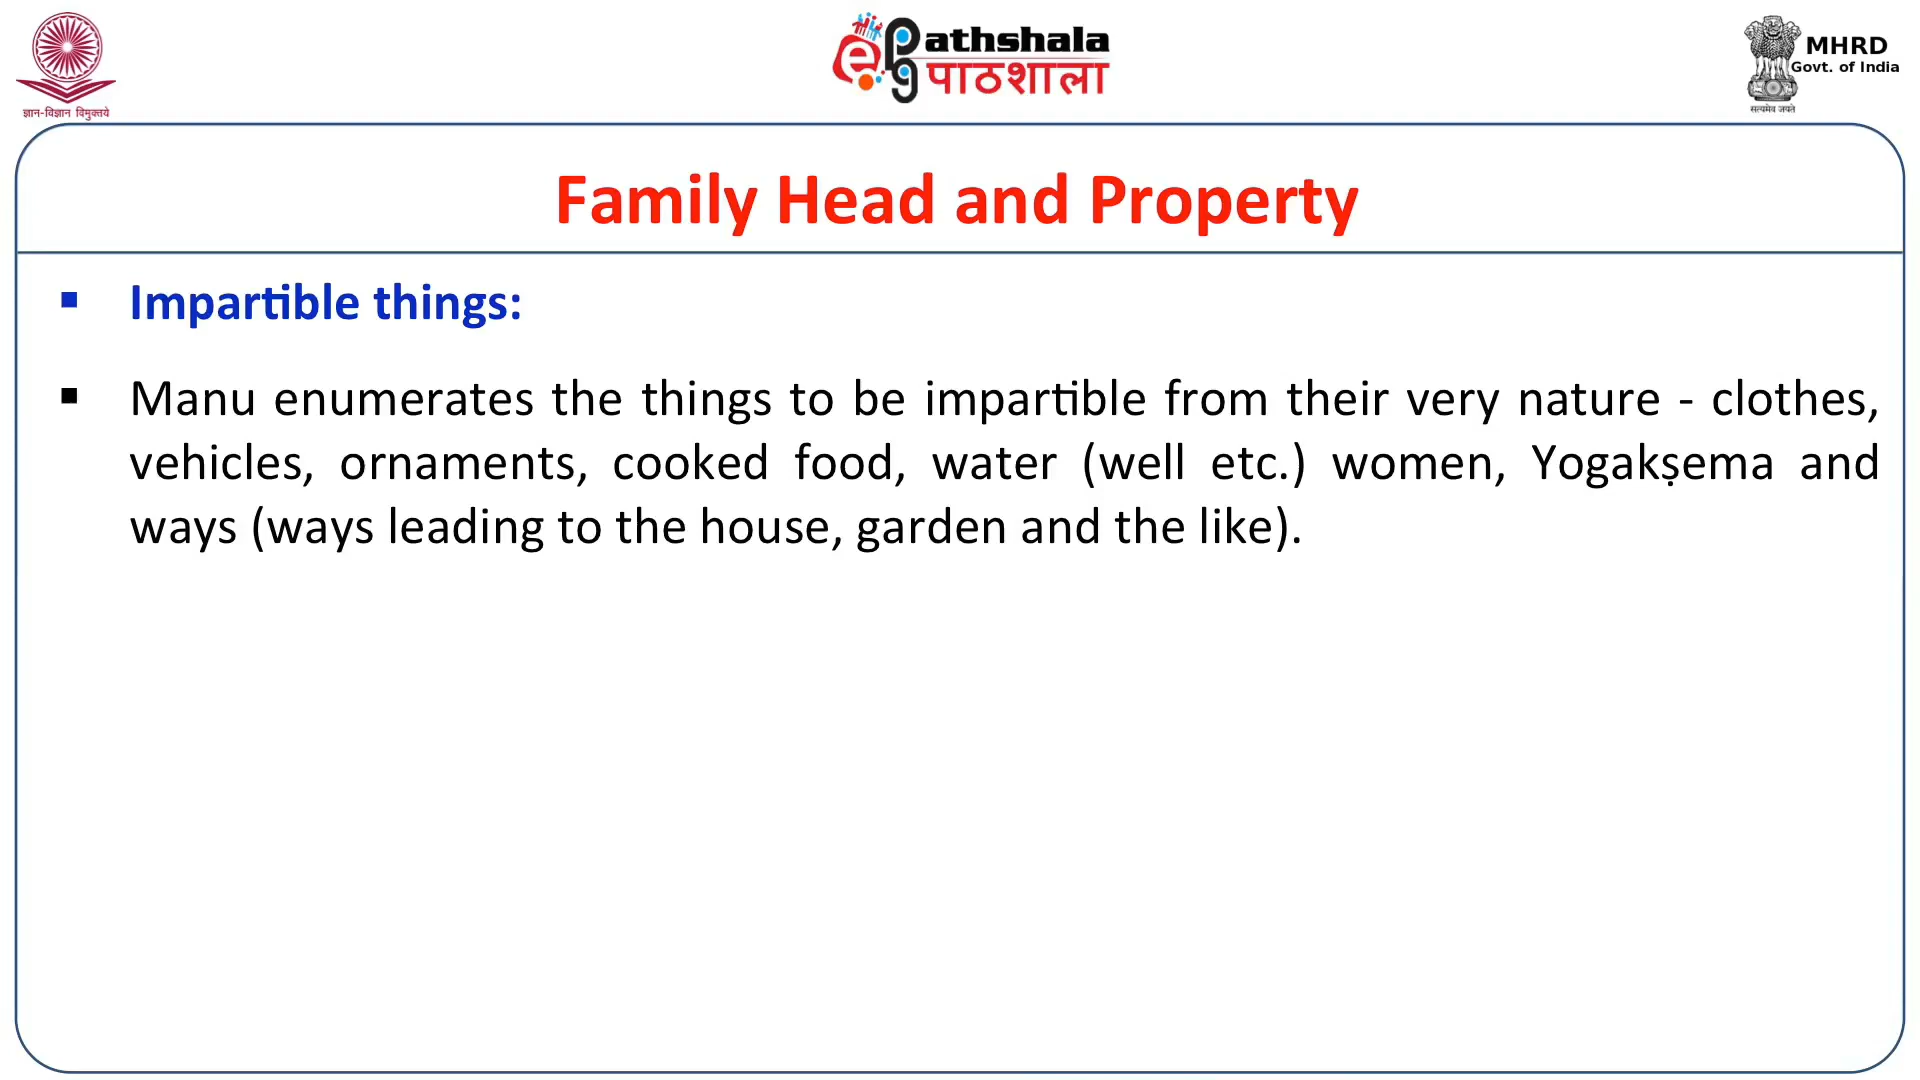 ज्ञान-विज्ञान विमुक्तये
e
pg
athshala
पाठशाला
MHRD
Govt. of India
सत्यमेव जयते
Family Head and Property
▪ Impartible things:
▪ Manu enumerates the things to be impartible from their very nature - clothes,
vehicles, ornaments, cooked food, water (well etc.) women, Yogakṣema and
ways (ways leading to the house, garden and the like).